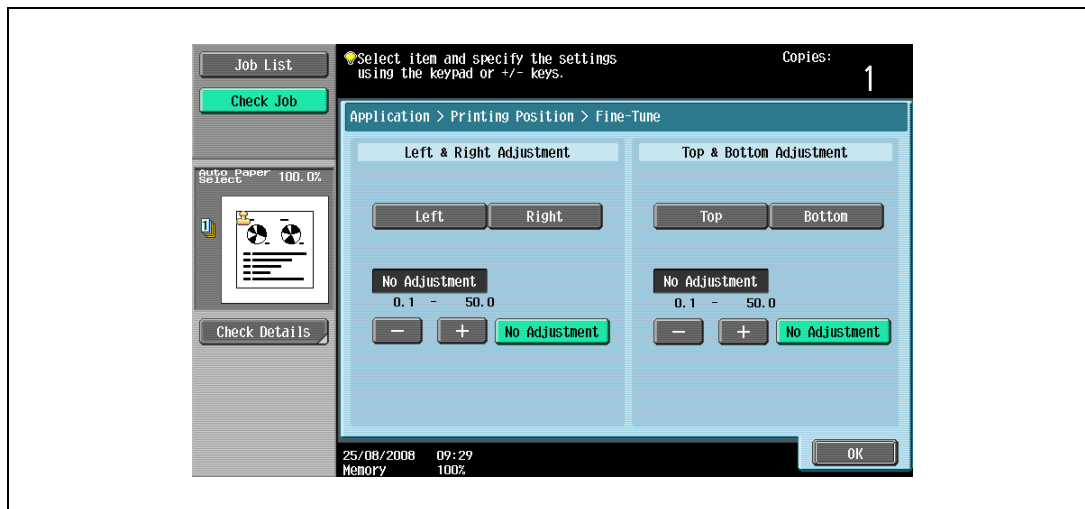 Job List
Check Job
Select item and specify the settings
using the keypad or +/- keys.
Copies:
1
Application > Printing Position > Fine-Tune
Auto Paper
Select
100.0%
1
Check Details
Left & Right Adjustment
Left
Right
No Adjustment
0.1 - 50.0
− + No Adjustment
Top & Bottom Adjustment
Top
Bottom
No Adjustment
0.1 - 50.0
− + No Adjustment
25/08/2008 09:29
Memory 100%
OK